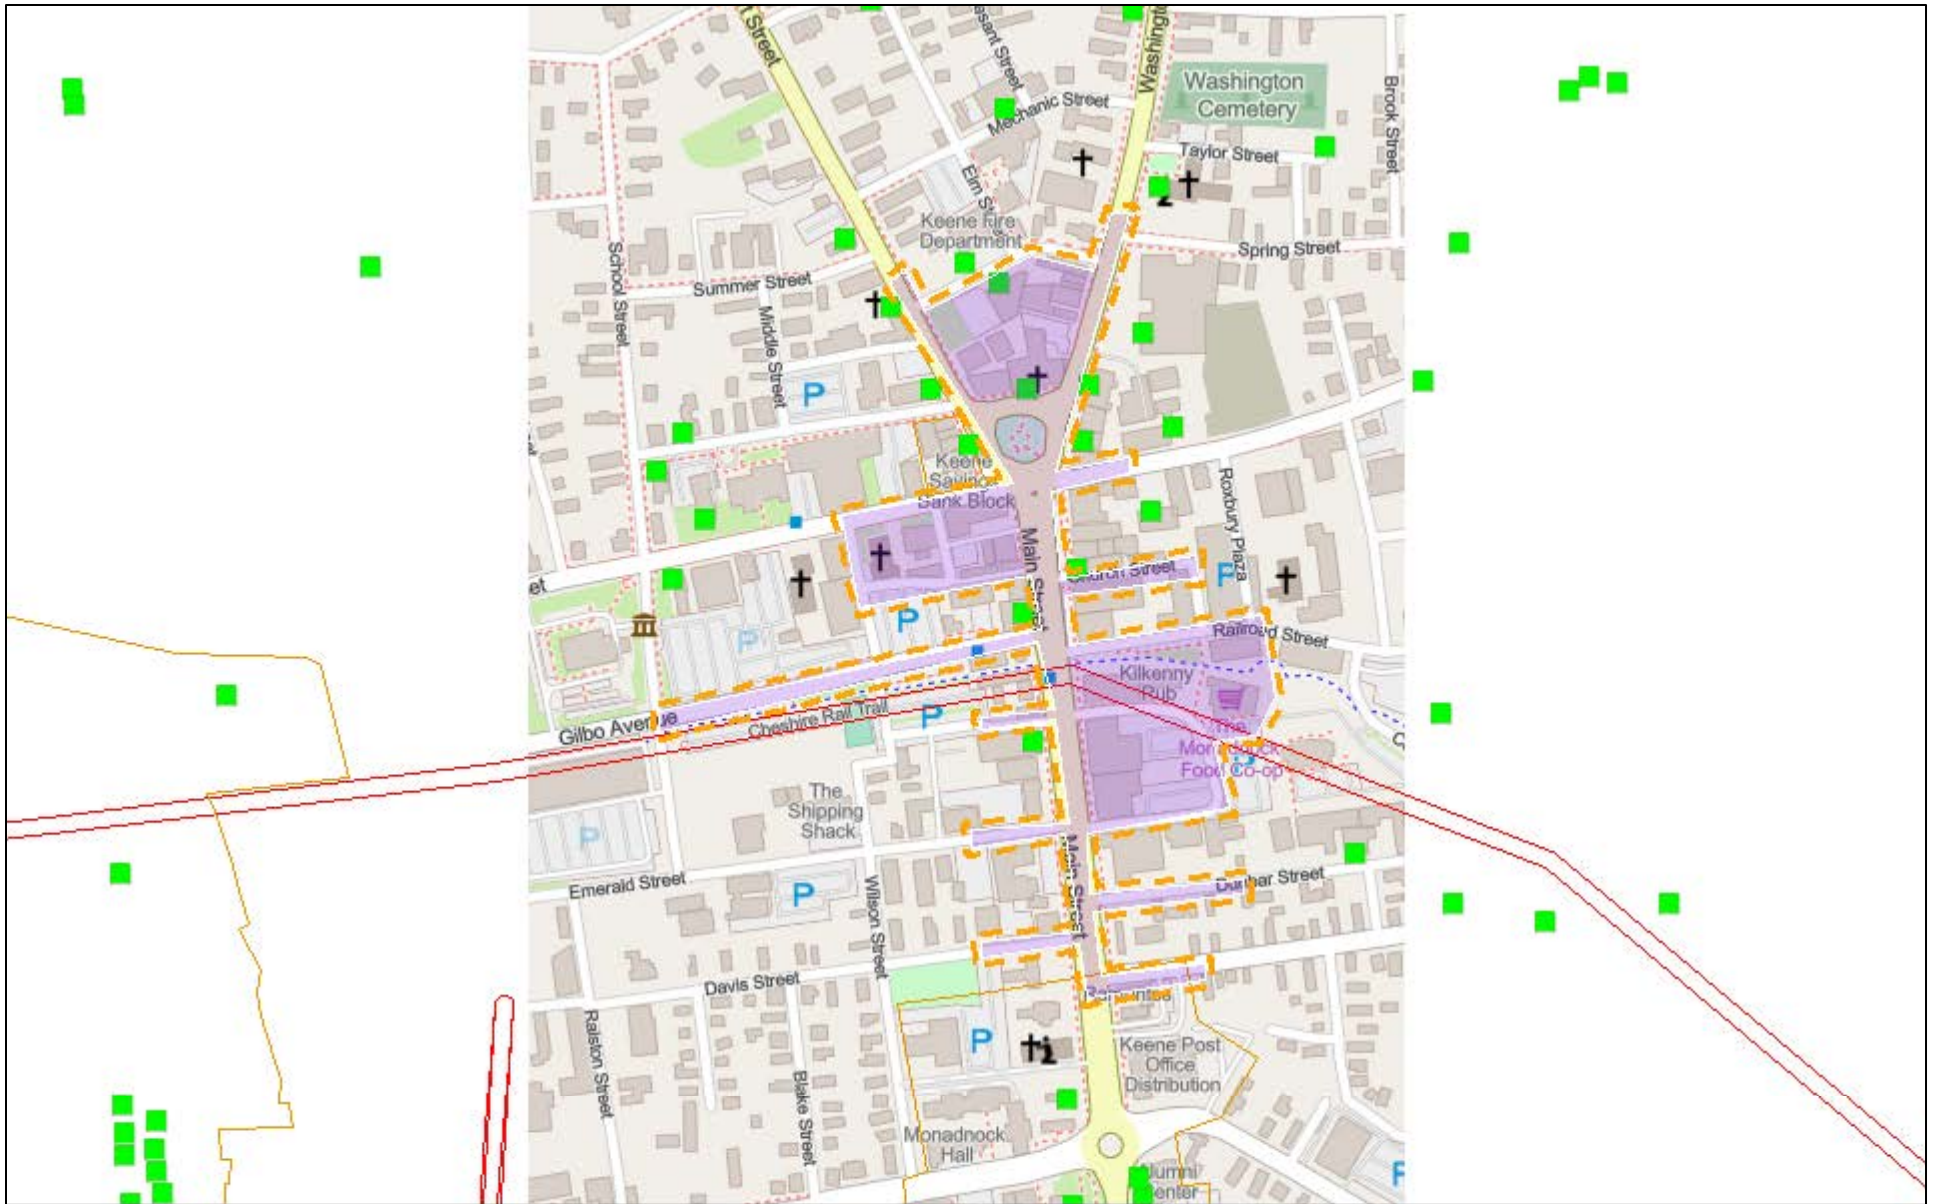 Street
Washingt
Washington
Cemetery
Brook Street
Mechanic Street
Taylor Street
Keene Fire
Department
Spring Street
School Street
Summer Street
Middle Street
P
Keene
Savings
Bank Block
Roxbury Plaza
Main Street
et
Church Street
P
P
P
Railroad Street
Kilkenny
Pub
Gilbo Avenue
Cheshire Rail Trail
P
The
Monadnock
Food Co-op
P
The
Shipping
Shack
P
Main Street
Emerald Street
P
Wilson Street
Dunbar Street
Davis Street
Ralston Street
Blake Street
P
Keene Post
Office
Distribution
Monadnock
Hall
Alumni
Center
P